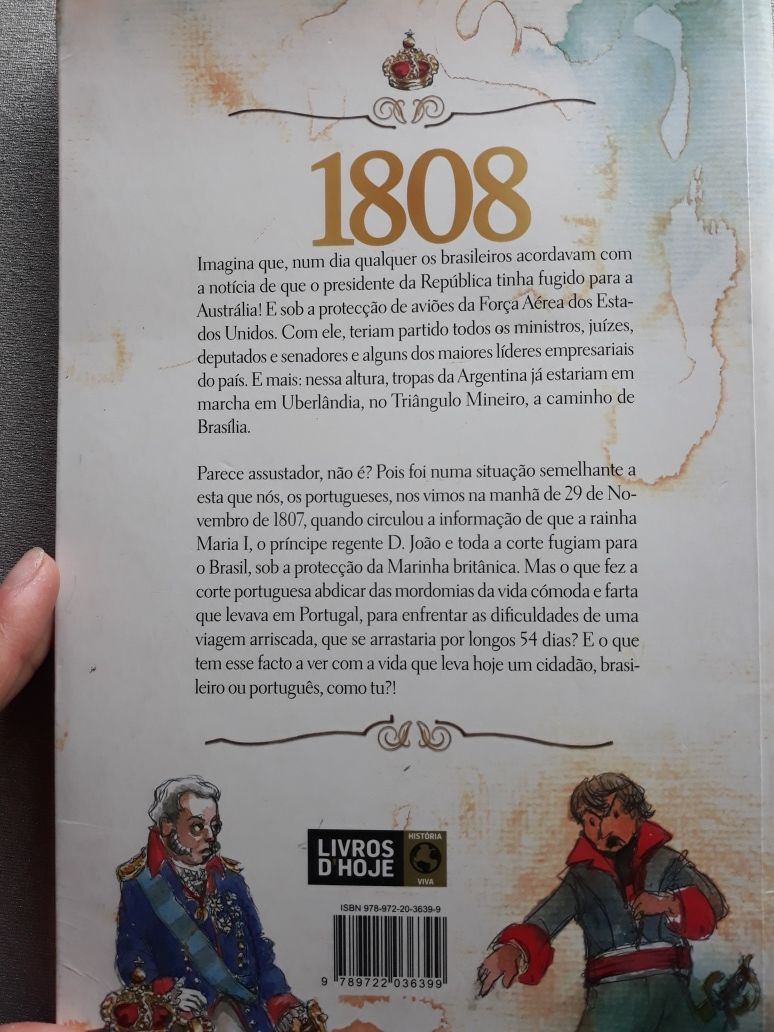 1808
Imagina que, num dia qualquer os brasileiros acordavam com
a notícia de que o presidente da República tinha fugido para a
Austrália! E sob a protecção de aviões da Força Aérea dos Esta-
dos Unidos. Com ele, teriam partido todos os ministros, juízes,
deputados e senadores e alguns dos maiores líderes empresariais
do país. E mais: nessa altura, tropas da Argentina já estariam em
marcha em Uberlândia, no Triângulo Mineiro, a caminho de
Brasília.
Parece assustador, não é? Pois foi numa situação semelhante a
esta que nós, os portugueses, nos vimos na manhã de 29 de No-
vembro de 1807, quando circulou a informação de que a rainha
Maria I, o príncipe regente D. João e toda a corte fugiam para
o Brasil, sob a protecção da Marinha britânica. Mas o que fez a
corte portuguesa abdicar das mordomias da vida cómoda e farta
que levava em Portugal, para enfrentar as dificuldades de uma
viagem arriscada, que se arrastaria por longos 54 dias? E o que
tem esse facto a ver com a vida que leva hoje um cidadão, brasi-
leiro ou português, como tu?!
LIVROS
D'HOJE
HISTÓRIA
VIVA
ISBN 978-972-20-3639-9
9 789722 036399